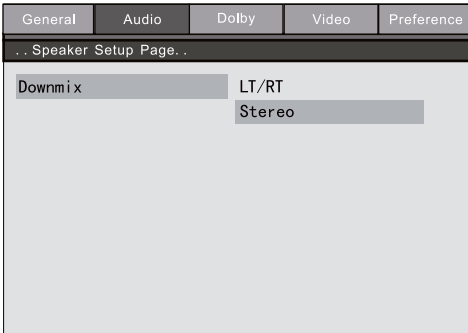 General Audio Dolby Video Preference
. . Speaker Setup Page. .
Downmix LT/RT
Stereo